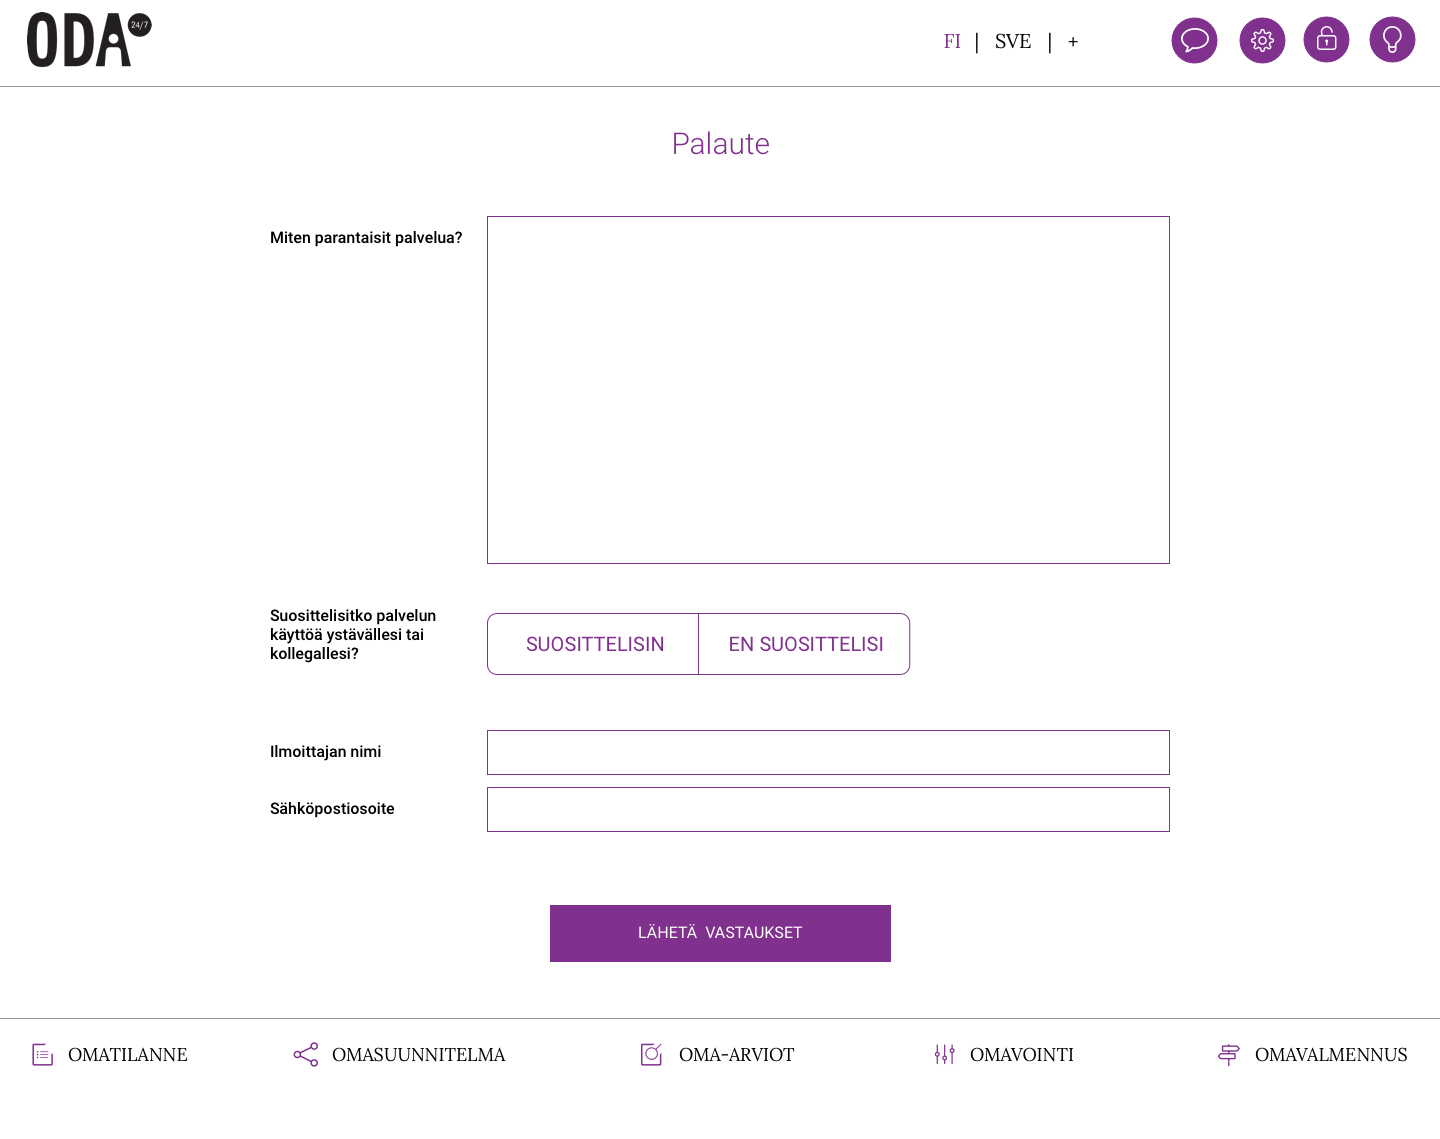 ODA 24/7
FI | SVE | +
Palaute
Miten parantaisit palvelua?
Suosittelisitko palvelun
käyttöä ystävällesi tai
kollegallesi?
SUOSITTELISIN
EN SUOSITTELISI
Ilmoittajan nimi
Sähköpostiosoite
LÄHETÄ VASTAUKSET
OMATILANNE
OMASUUNNITELMA
OMA-ARVIOT
OMAVOINTI
OMAVALMENNUS